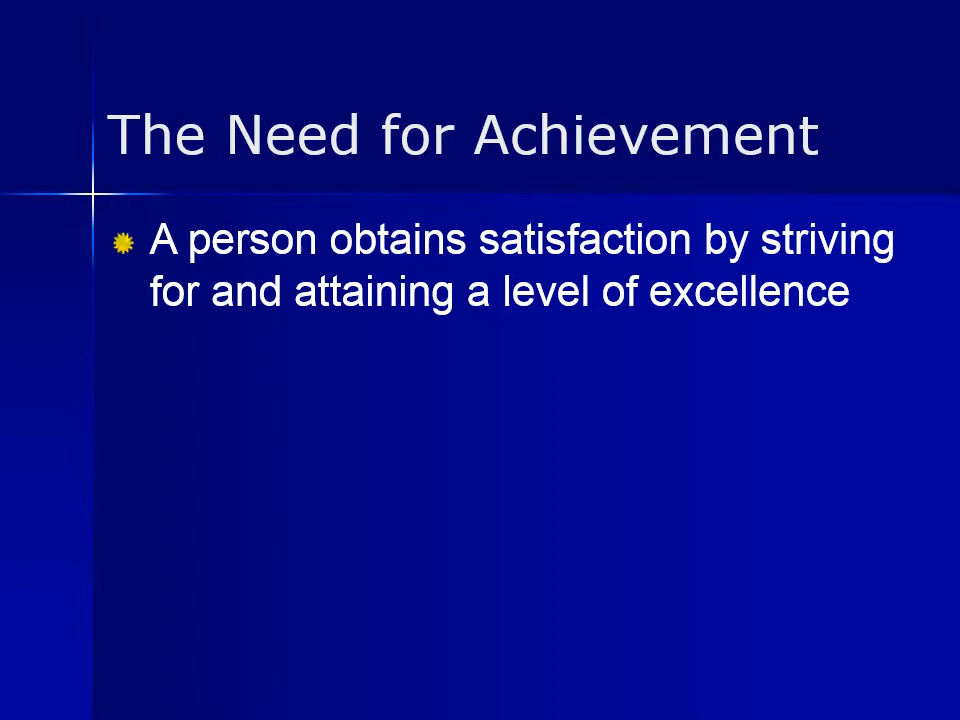 The Need for Achievement
A person obtains satisfaction by striving
for and attaining a level of excellence